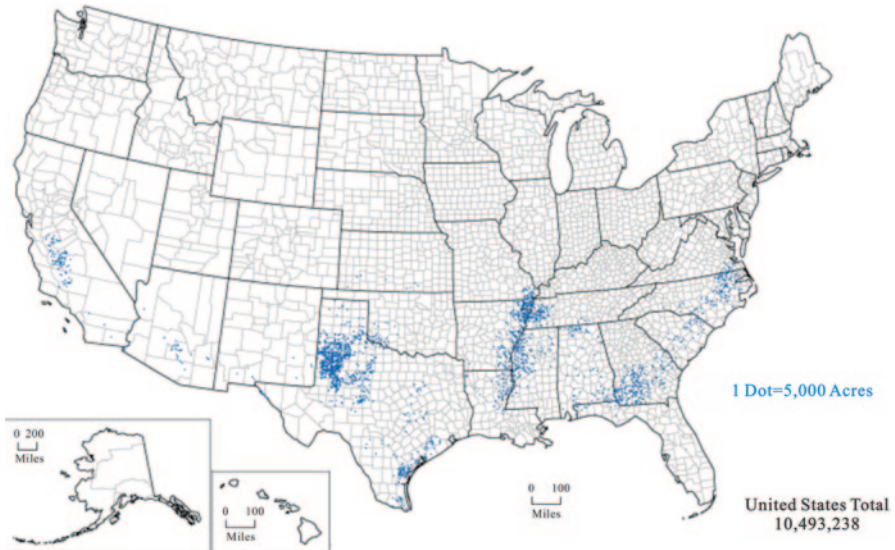 1 Dot=5,000 Acres
0 200
Miles
0 100
Miles
0 100
Miles
United States Total
10,493,238